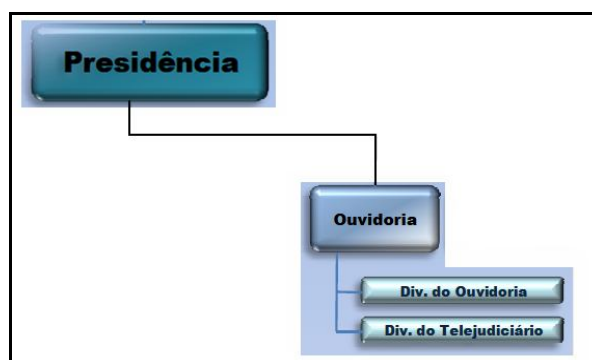 Presidência
Ouvidoria
Div. do Ouvidoria
Div. do Telejudiciário